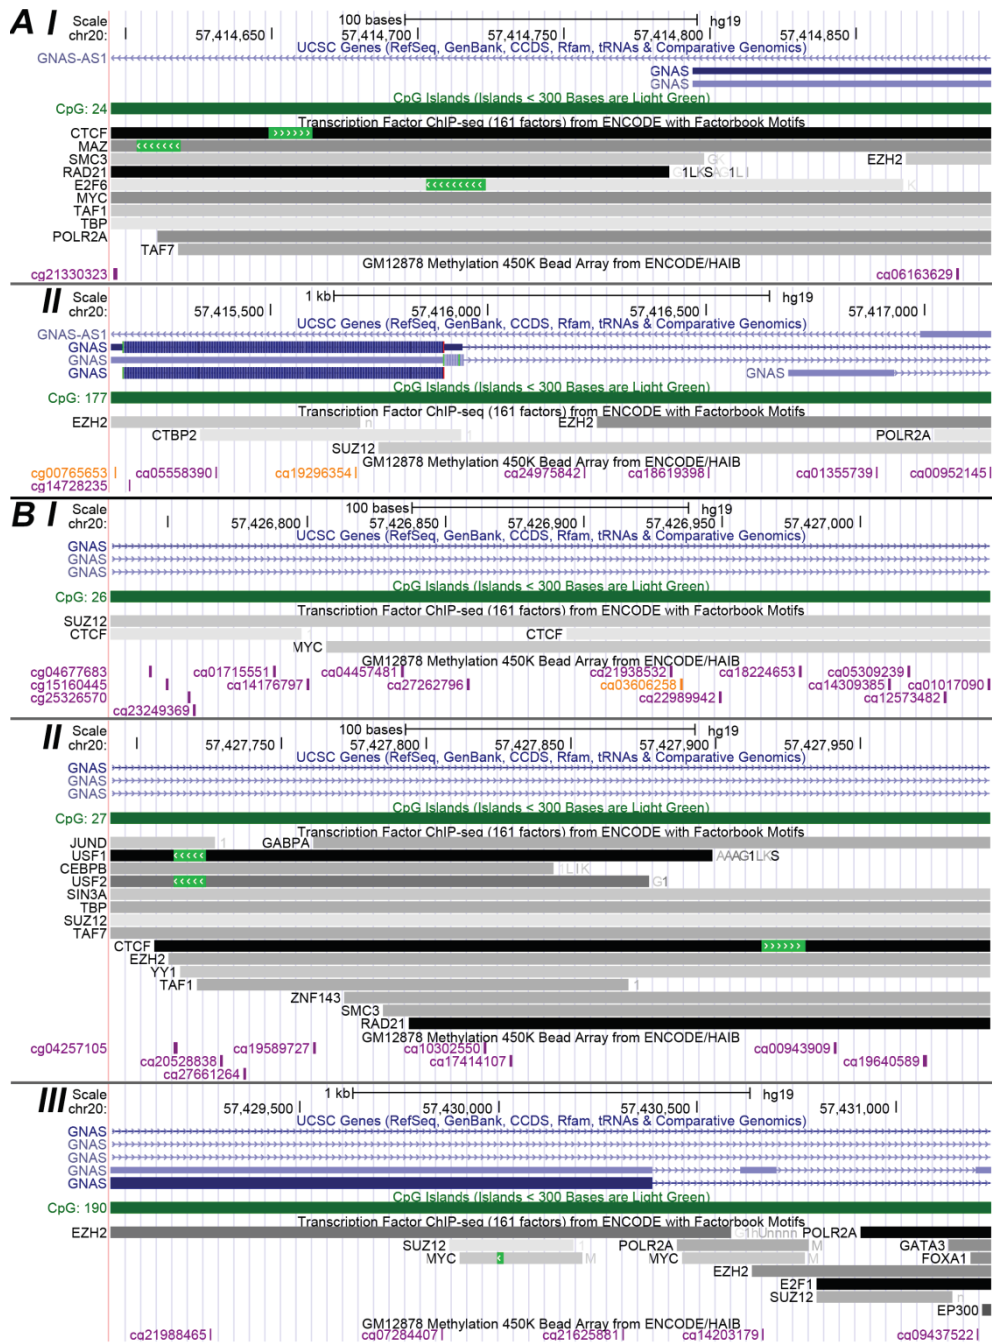 A I Scale 100 bases hg19
chr20: 57,414,650 57,414,700 57,414,750 57,414,800 57,414,850
UCSC Genes (RefSeq, GenBank, CCDS, Rfam, tRNAs & Comparative Genomics)
GNAS-AS1
GNAS
GNAS
CpG Islands (Islands < 300 Bases are Light Green)
CpG: 24
Transcription Factor ChIP-seq (161 factors) from ENCODE with Factorbook Motifs
CTCF
MAZ
SMC3 GK EZH2
RAD21 G1LKSAG1LI
E2F6 K
MYC
TAF1
TBP
POLR2A
TAF7
GM12878 Methylation 450K Bead Array from ENCODE/HAIB
cg21330323 cg06163629
II Scale 1 kb hg19
chr20: 57,415,500 57,416,000 57,416,500 57,417,000
UCSC Genes (RefSeq, GenBank, CCDS, Rfam, tRNAs & Comparative Genomics)
GNAS-AS1
GNAS
GNAS
GNAS GNAS
CpG Islands (Islands < 300 Bases are Light Green)
CpG: 177
Transcription Factor ChIP-seq (161 factors) from ENCODE with Factorbook Motifs
EZH2 n EZH2
CTBP2 1 POLR2A
SUZ12
GM12878 Methylation 450K Bead Array from ENCODE/HAIB
cg00765653 cg05558390 cg19296354 cg24975842 cg18619398 cg01355739 cg00952145
cg14728235
B I Scale 100 bases hg19
chr20: 57,426,800 57,426,850 57,426,900 57,426,950 57,427,000
UCSC Genes (RefSeq, GenBank, CCDS, Rfam, tRNAs & Comparative Genomics)
GNAS
GNAS
GNAS
CpG Islands (Islands < 300 Bases are Light Green)
CpG: 26
Transcription Factor ChIP-seq (161 factors) from ENCODE with Factorbook Motifs
SUZ12
CTCF CTCF
MYC
GM12878 Methylation 450K Bead Array from ENCODE/HAIB
cg04677683 cg01715551 cg04457481 cg21938532 cg18224653 cg05309239
cg15160445 cg14176797 cg27262796 cg03606258 cg14309385 cg01017090
cg25326570 cg22989942 cg12573482
cg23249369
II Scale 100 bases hg19
chr20: 57,427,750 57,427,800 57,427,850 57,427,900 57,427,950
UCSC Genes (RefSeq, GenBank, CCDS, Rfam, tRNAs & Comparative Genomics)
GNAS
GNAS
GNAS
CpG Islands (Islands < 300 Bases are Light Green)
CpG: 27
Transcription Factor ChIP-seq (161 factors) from ENCODE with Factorbook Motifs
JUND 1 GABPA
USF1 AAAG1LKS
CEBPB
USF2 G1
SIN3A
TBP
SUZ12
TAF7
CTCF
EZH2
YY1
TAF1 1
ZNF143
SMC3
RAD21
GM12878 Methylation 450K Bead Array from ENCODE/HAIB
cg04257105 cg19589727 cg10302550 cg00943909
cg20528838 cg17414107 cg19640589
cg27661264
III Scale 1 kb hg19
chr20: 57,429,500 57,430,000 57,430,500 57,431,000
UCSC Genes (RefSeq, GenBank, CCDS, Rfam, tRNAs & Comparative Genomics)
GNAS
GNAS
GNAS
GNAS
CpG Islands (Islands < 300 Bases are Light Green)
CpG: 190
Transcription Factor ChIP-seq (161 factors) from ENCODE with Factorbook Motifs
EZH2 G1hUnnnn POLR2A
SUZ12 1 POLR2A M GATA3
MYC M MYC M FOXA1
EZH2
E2F1
SUZ12 n
EP300
GM12878 Methylation 450K Bead Array from ENCODE/HAIB
cg21988465 cg07284407 cg21625881 cg14203179 cg09437522